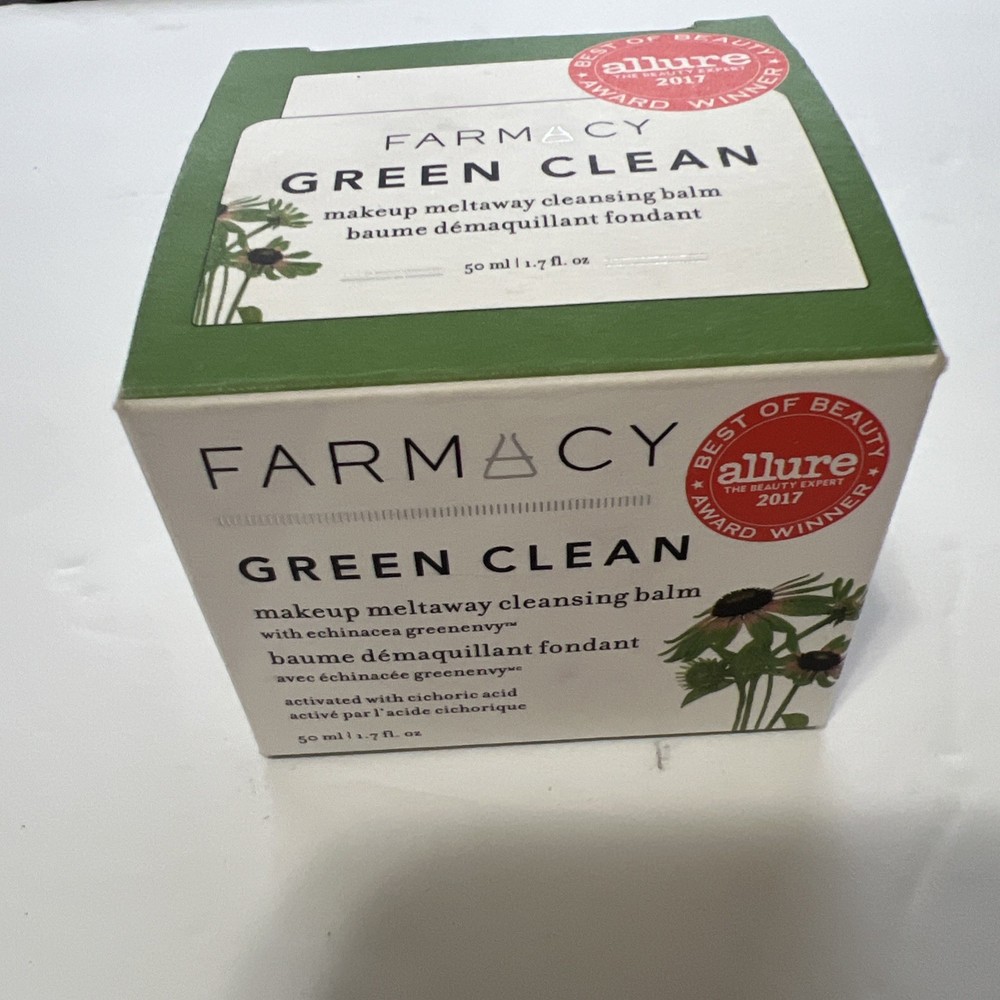 BEST OF BEAUTY
allure
THE BEAUTY EXPERT
2017
AWARD WINNER
FARMACY
GREEN CLEAN
makeup meltaway cleansing balm
baume démaquillant fondant
50 ml | 1.7 fl. oz
FARMACY
BEST OF BEAUTY
allure
THE BEAUTY EXPERT
2017
AWARD WINNER
GREEN CLEAN
makeup meltaway cleansing balm
with echinacea greenenvy™
baume démaquillant fondant
avec échinacée greenenvyᴹᶜ
activated with cichoric acid
activé par l'acide cichorique
50 ml | 1.7 fl. oz